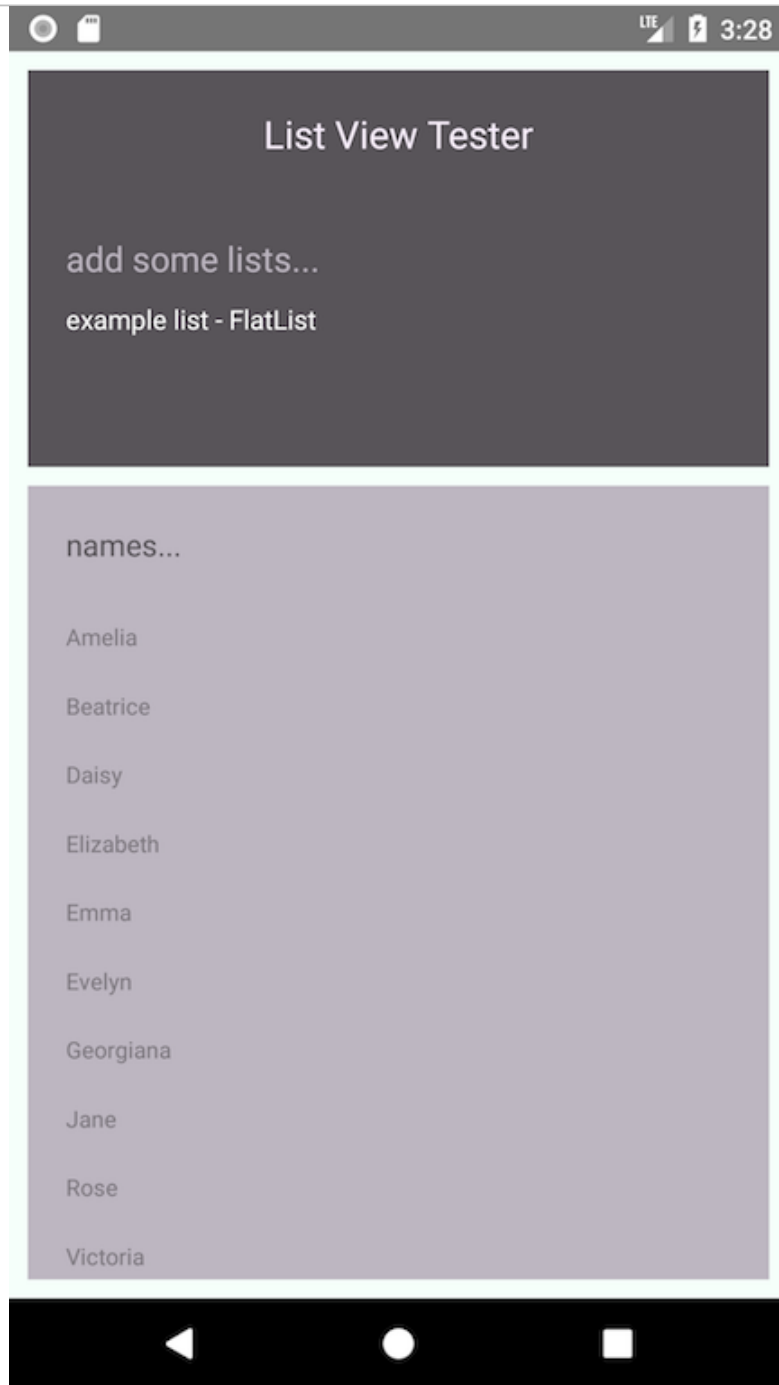 LTE 3:28
List View Tester
add some lists...
example list - FlatList
names...
Amelia
Beatrice
Daisy
Elizabeth
Emma
Evelyn
Georgiana
Jane
Rose
Victoria